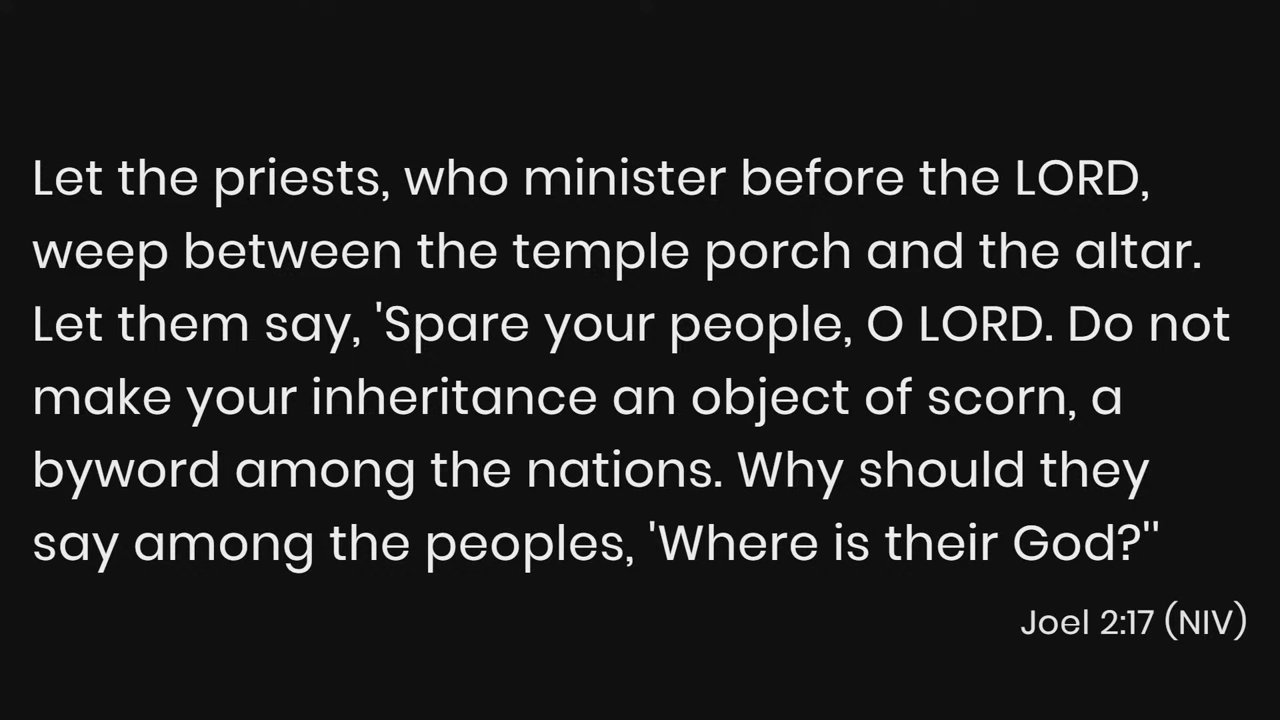 Let the priests, who minister before the LORD,
weep between the temple porch and the altar.
Let them say, 'Spare your people, O LORD. Do not
make your inheritance an object of scorn, a
byword among the nations. Why should they
say among the peoples, 'Where is their God?''
Joel 2:17 (NIV)